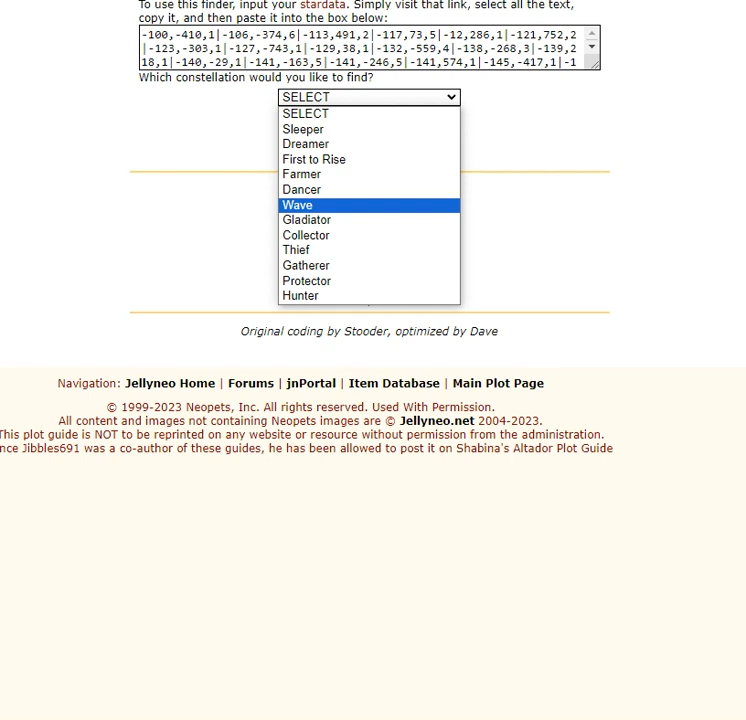 To use this finder, input your stardata. Simply visit that link, select all the text,
copy it, and then paste it into the box below:
-100,-410,1|-106,-374,6|-113,491,2|-117,73,5|-12,286,1|-121,752,2
|-123,-303,1|-127,-743,1|-129,38,1|-132,-559,4|-138,-268,3|-139,2
18,1|-140,-29,1|-141,-163,5|-141,-246,5|-141,574,1|-145,-417,1|-1
Which constellation would you like to find?
SELECT
SELECT
Sleeper
Dreamer
First to Rise
Farmer
Dancer
Wave
Gladiator
Collector
Thief
Gatherer
Protector
Hunter
Original coding by Stooder, optimized by Dave
Navigation: Jellyneo Home | Forums | jnPortal | Item Database | Main Plot Page
© 1999-2023 Neopets, Inc. All rights reserved. Used With Permission.
All content and images not containing Neopets images are © Jellyneo.net 2004-2023.
This plot guide is NOT to be reprinted on any website or resource without permission from the administration.
nce Jibbles691 was a co-author of these guides, he has been allowed to post it on Shabina's Altador Plot Guide